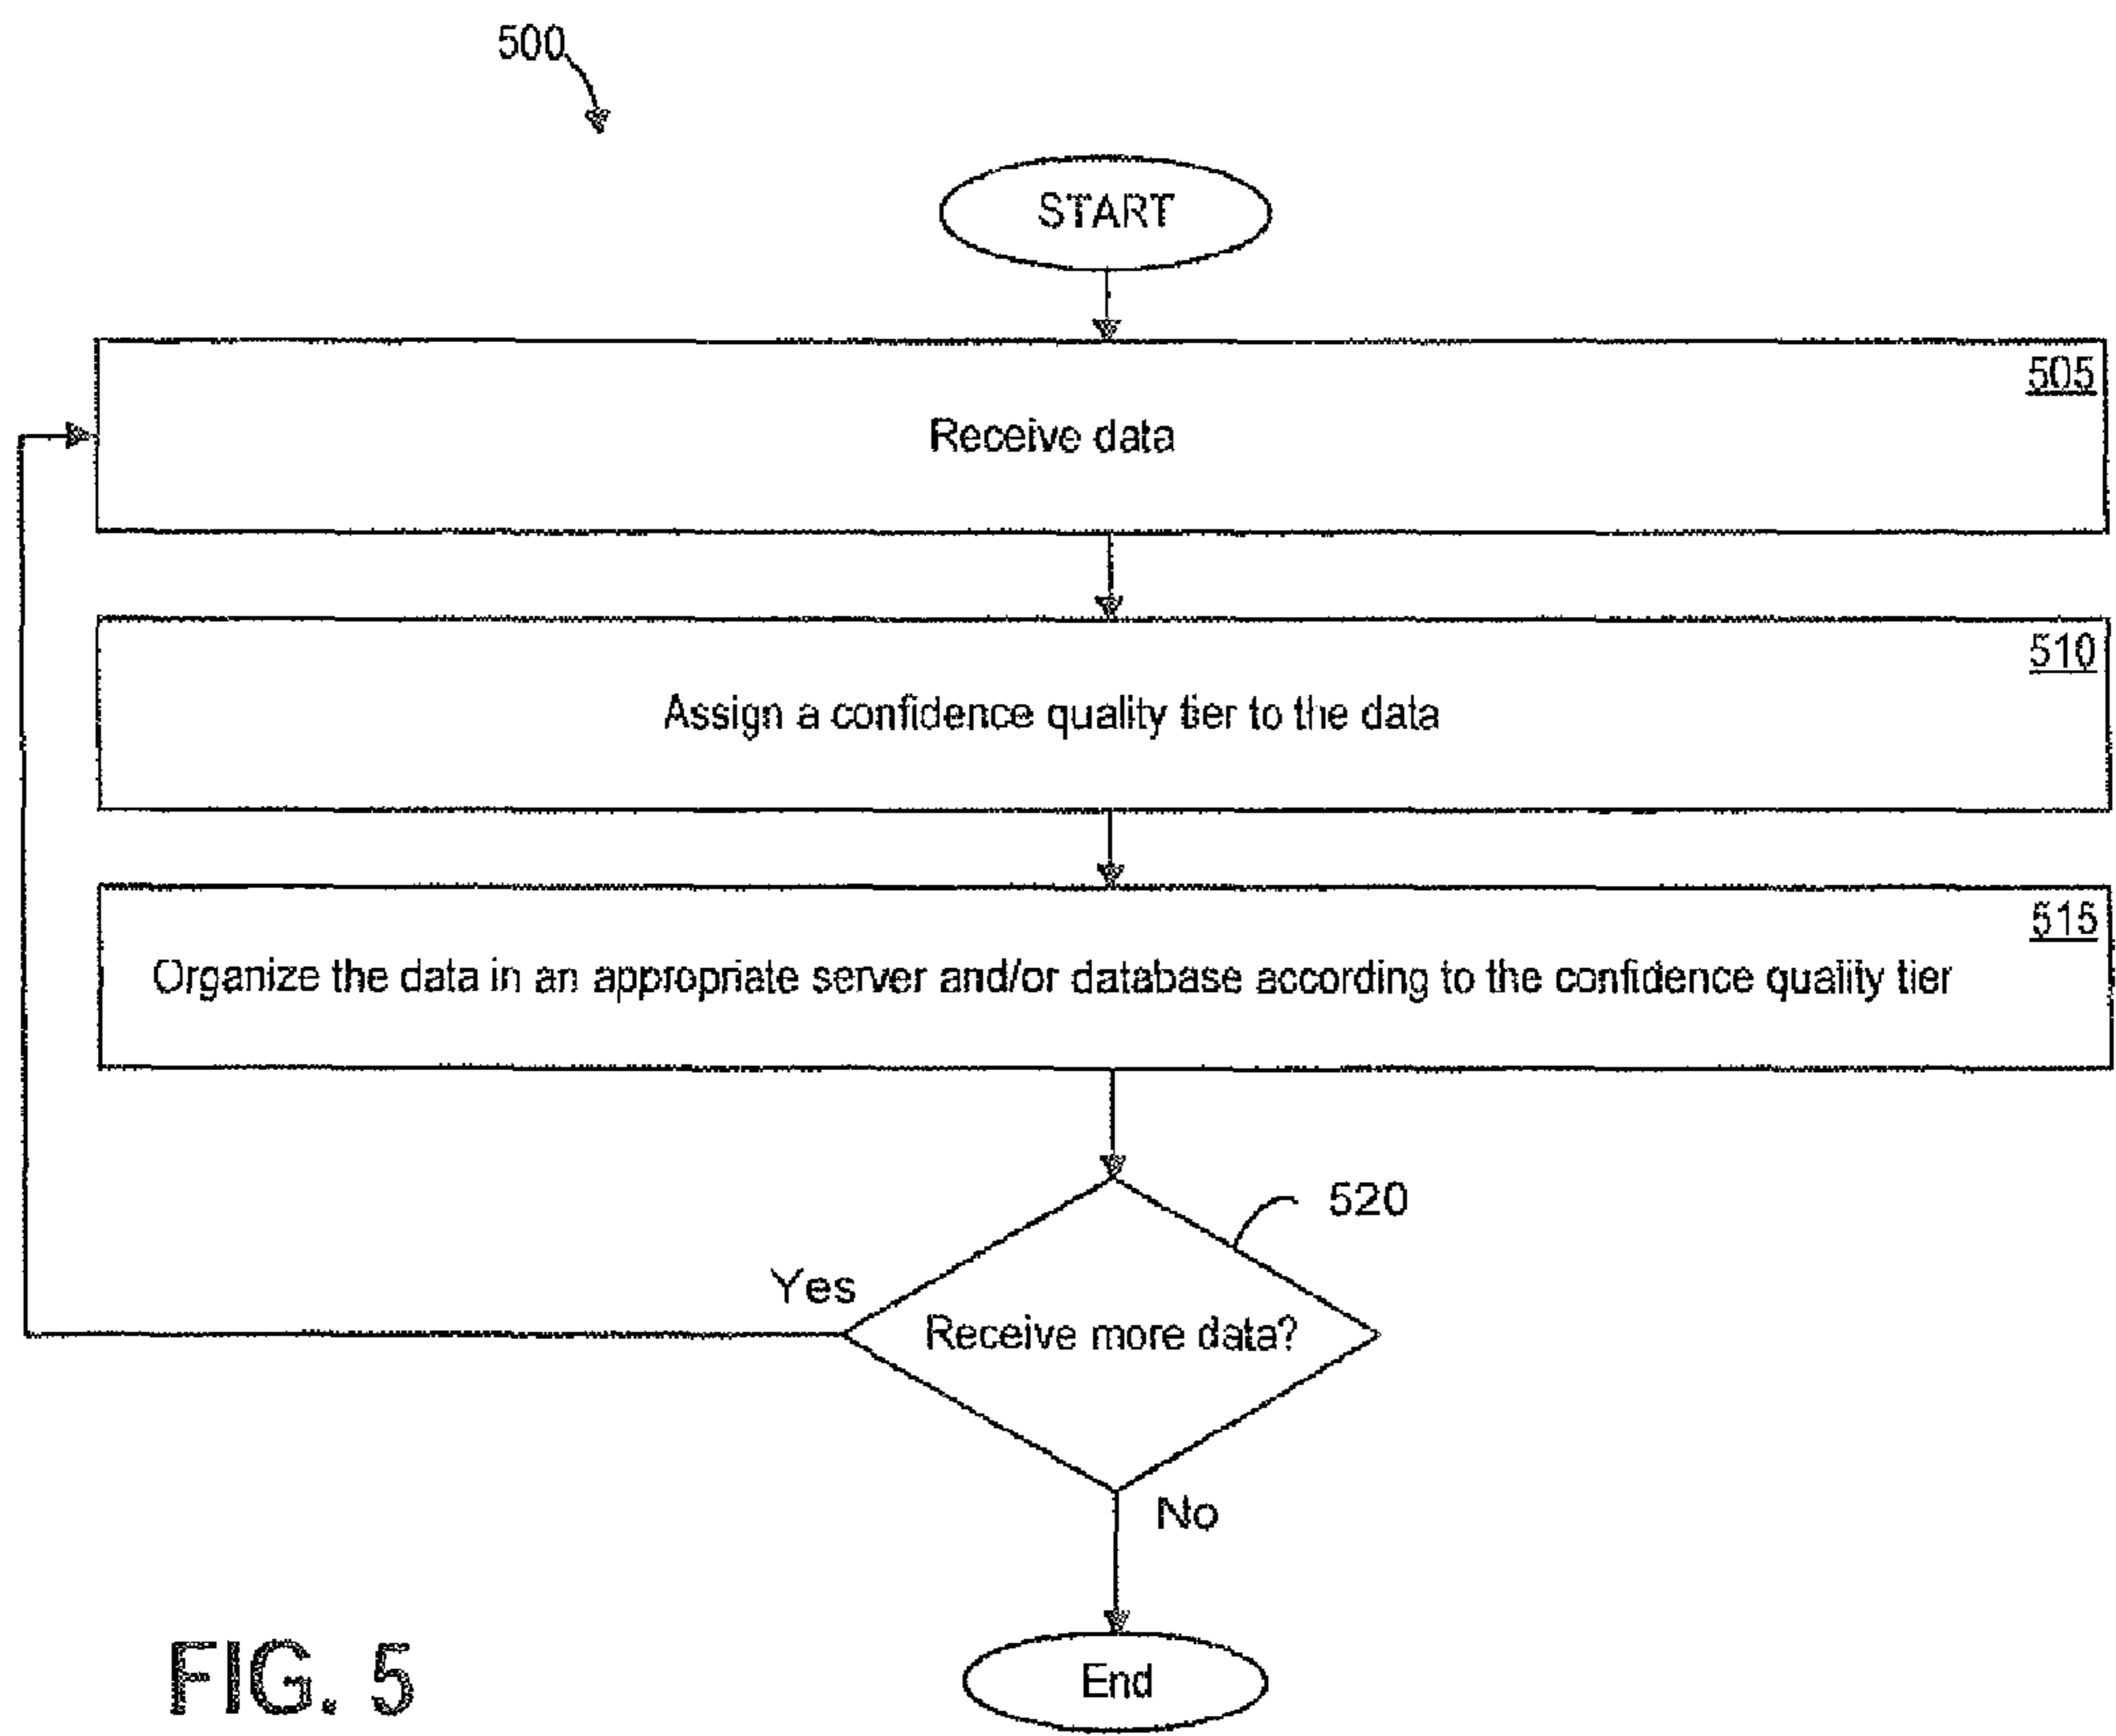 500
START
505
Receive data
510
Assign a confidence quality tier to the data
515
Organize the data in an appropriate server and/or database according to the confidence quality tier
520
Yes
Receive more data?
No
End
FIG. 5